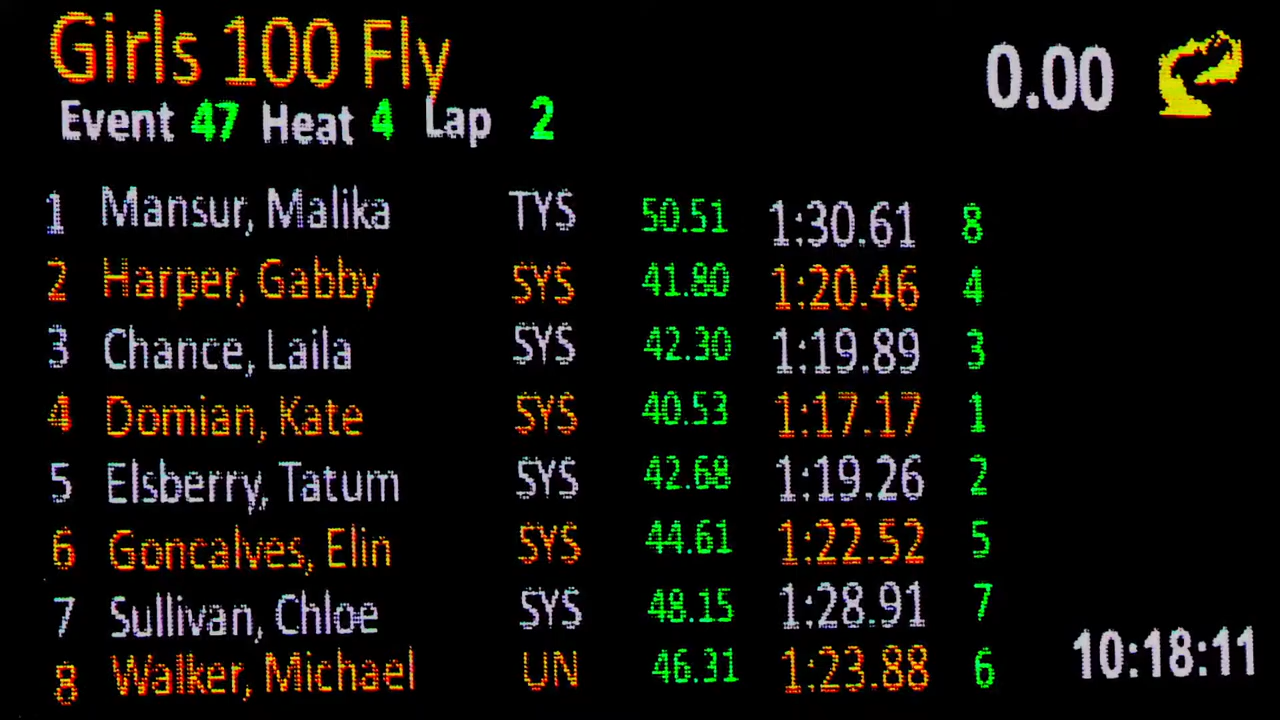 Girls 100 Fly
0.00
Event 47 Heat 4 Lap 2
1 Mansur, Malika TYS 50.51 1:30.61 8
2 Harper, Gabby SYS 41.80 1:20.46 4
3 Chance, Laila SYS 42.30 1:19.89 3
4 Domian, Kate SYS 40.53 1:17.17 1
5 Elsberry, Tatum SYS 42.68 1:19.26 2
6 Goncalves, Elin SYS 44.61 1:22.52 5
7 Sullivan, Chloe SYS 48.15 1:28.91 7
8 Walker, Michael UN 46.31 1:23.88 6
10:18:11